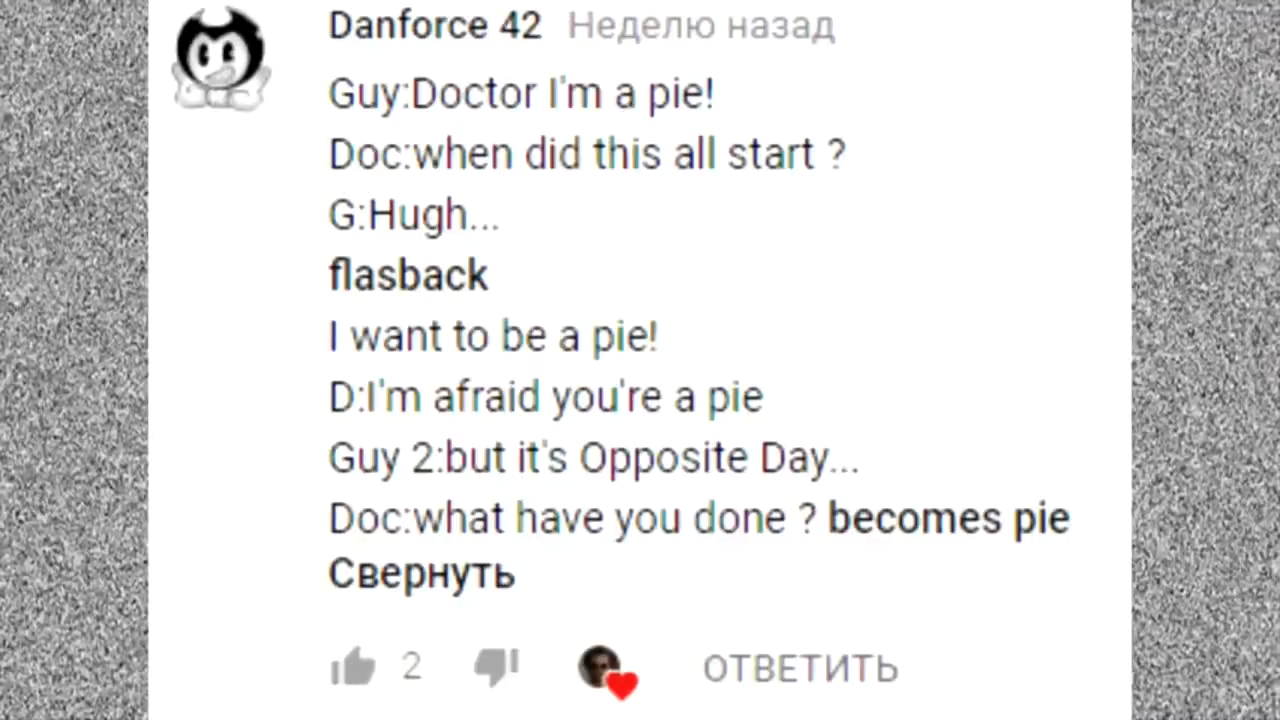 Danforce 42 Неделю назад
Guy:Doctor I'm a pie!
Doc:when did this all start ?
G:Hugh...
flasback
I want to be a pie!
D:I'm afraid you're a pie
Guy 2:but it's Opposite Day...
Doc:what have you done ? becomes pie
Свернуть
2 ОТВЕТИТЬ